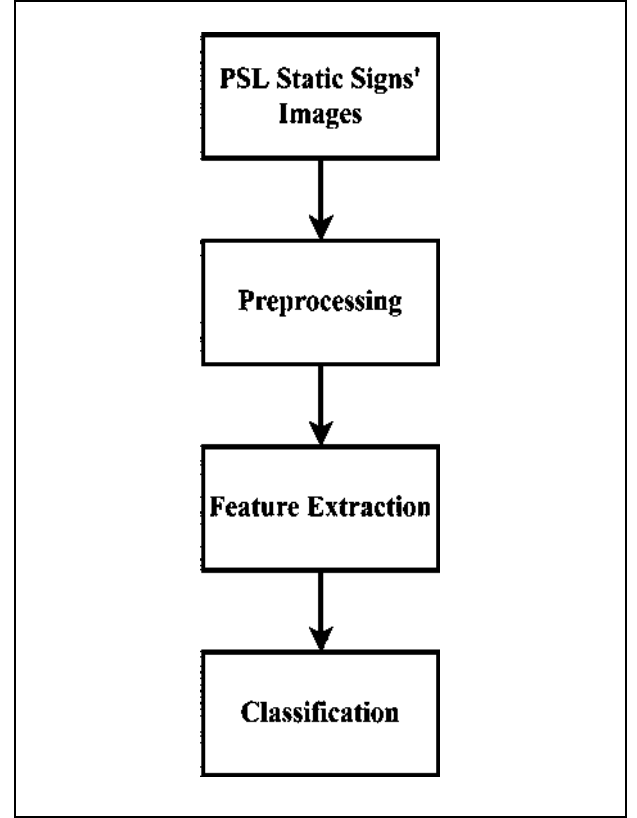 PSL Static Signs'
Images
Preprocessing
Feature Extraction
Classification